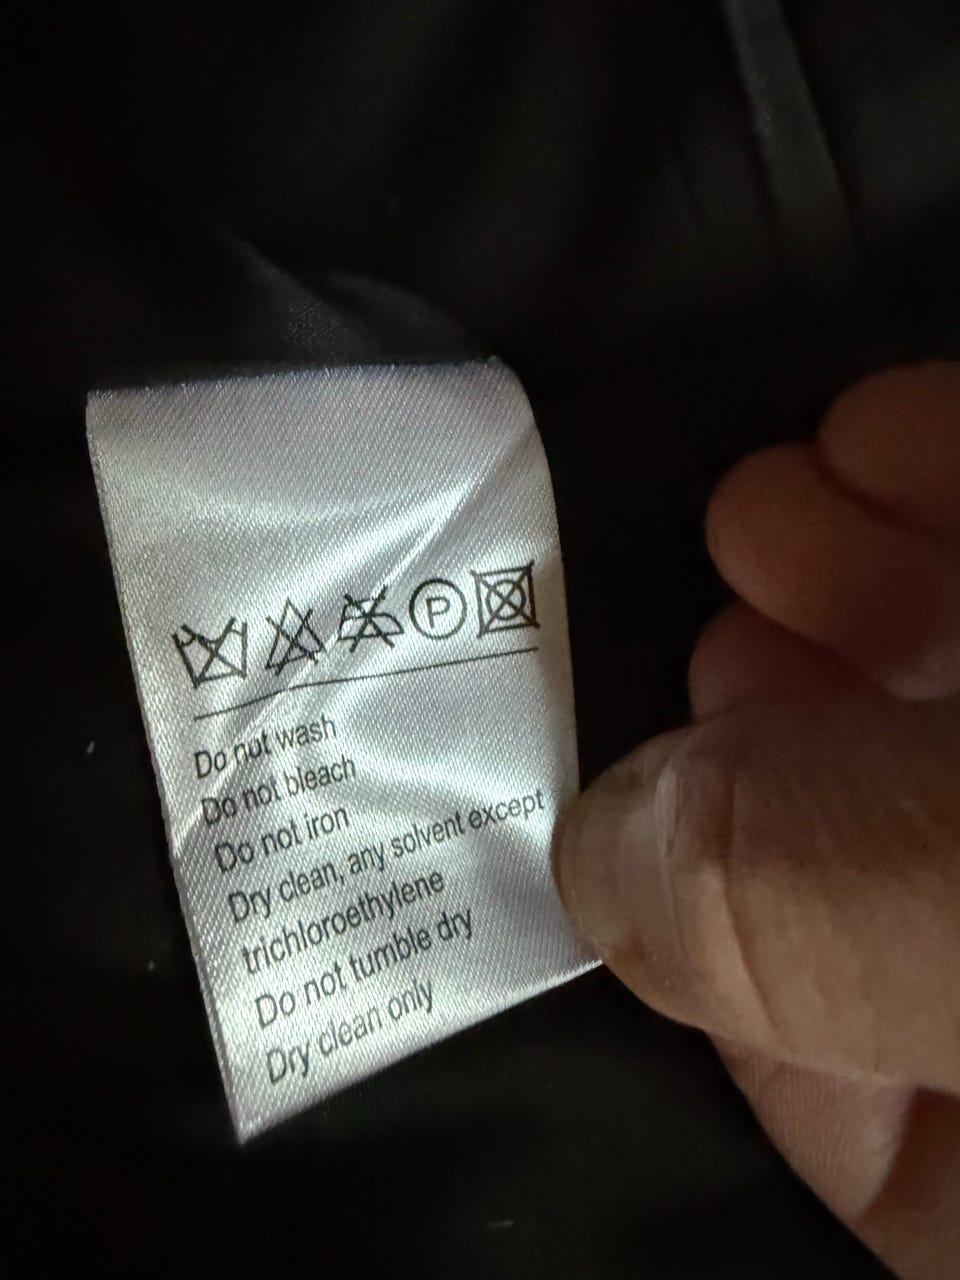 P
Do not wash
Do not bleach
Do not iron
Dry clean, any solvent except
trichloroethylene
Do not tumble dry
Dry clean only